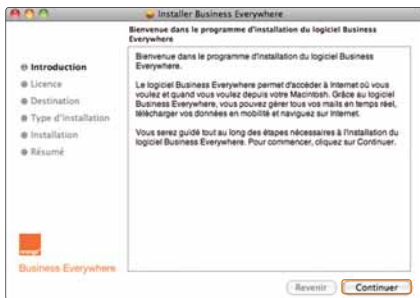 Installer Business Everywhere
Bienvenue dans le programme d'installation du logiciel Business
Everywhere
Introduction
Licence
Destination
Type d'installation
Installation
Résumé
Bienvenue dans le programme d'installation du logiciel Business
Everywhere.
Le logiciel Business Everywhere permet d'accéder à Internet où vous
voulez et quand vous voulez depuis votre Macintosh. Grâce au logiciel
Business Everywhere, vous pouvez gérer tous vos mails en temps réel,
télécharger vos données en mobilité et naviguez sur Internet.
Vous serez guidé tout au long des étapes nécessaires à l'installation du
logiciel Business Everywhere. Pour commencer, cliquez sur Continuer.
orange
Business Everywhere
Revenir
Continuer